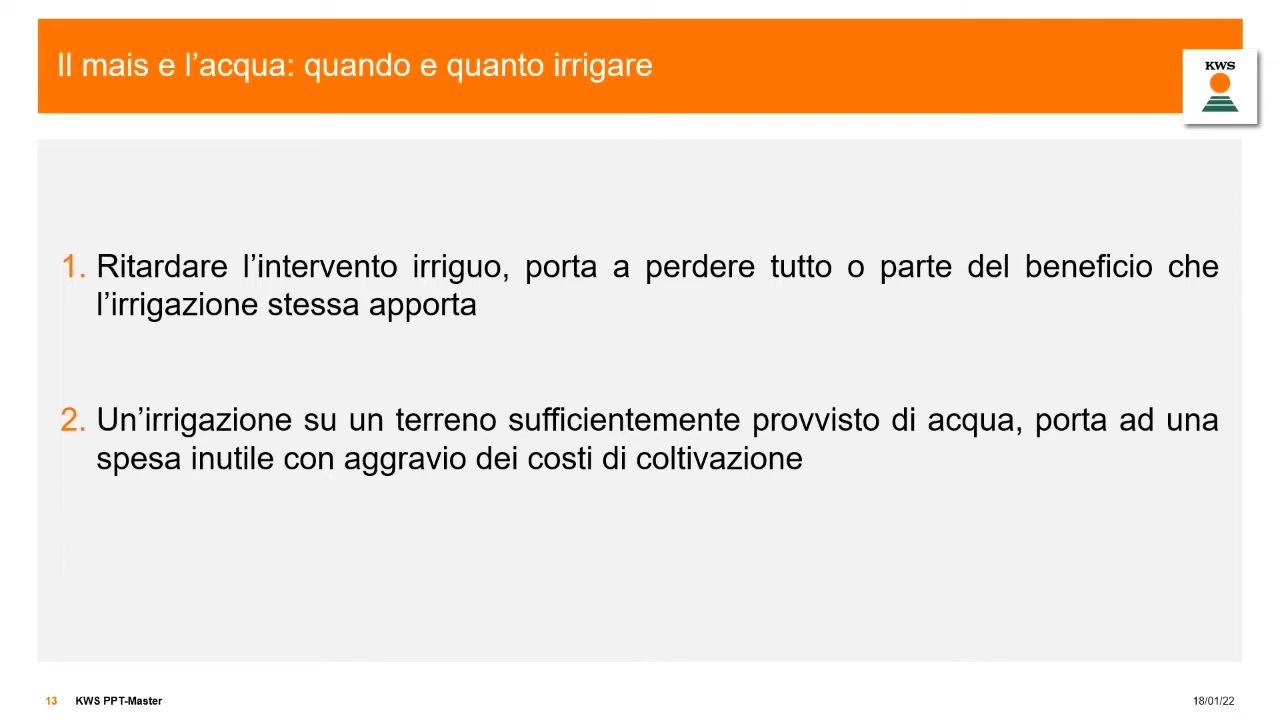 Il mais e l’acqua: quando e quanto irrigare
KWS
1. Ritardare l’intervento irriguo, porta a perdere tutto o parte del beneficio che
l’irrigazione stessa apporta
2. Un’irrigazione su un terreno sufficientemente provvisto di acqua, porta ad una
spesa inutile con aggravio dei costi di coltivazione
13 KWS PPT-Master
18/01/22